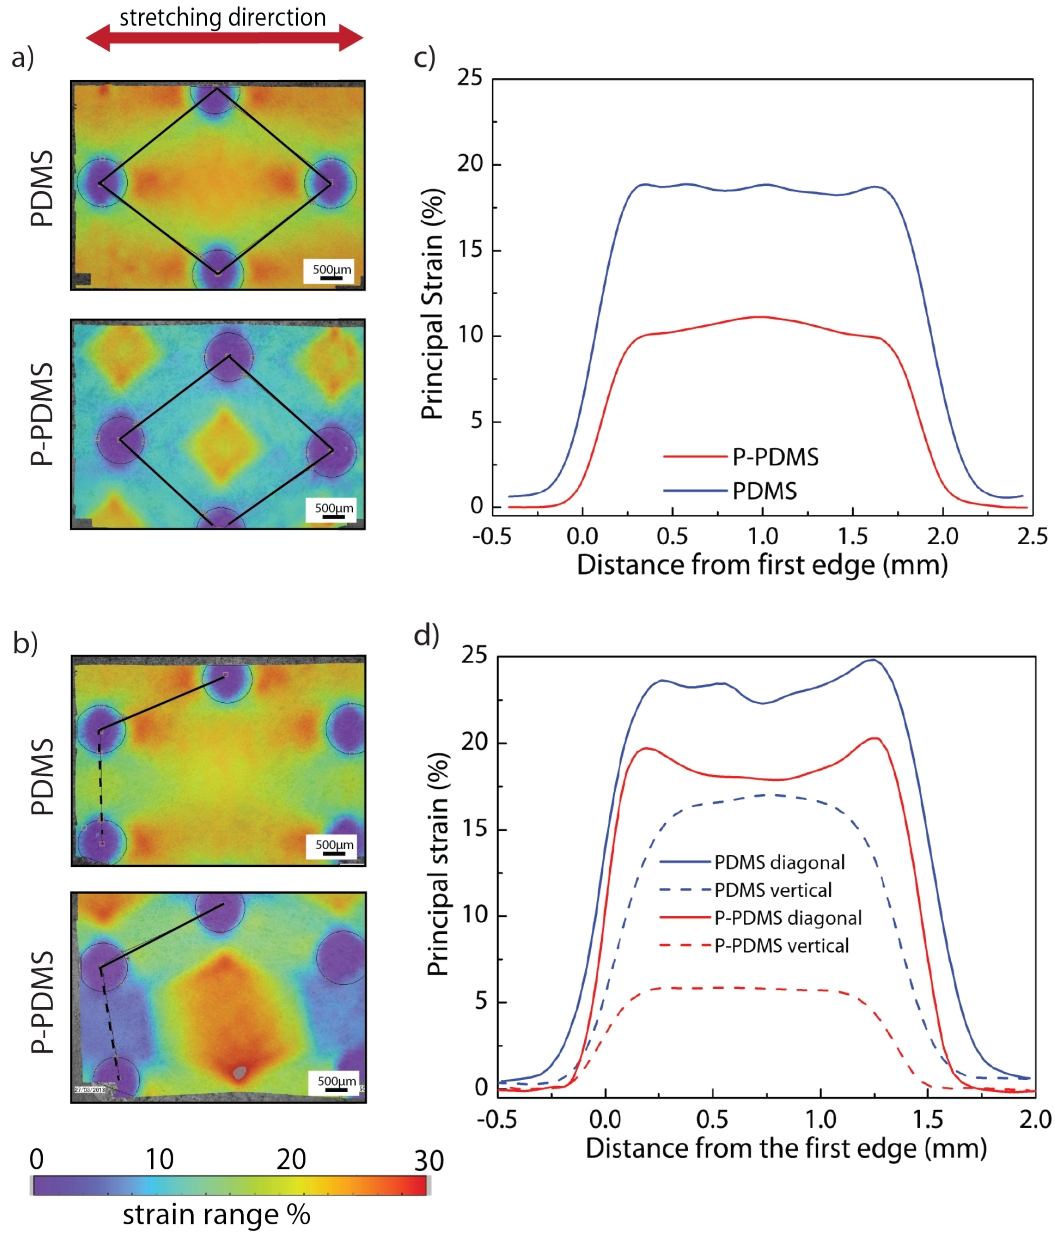 stretching direrction
a)
PDMS
500μm
P-PDMS
500μm
c)
25
20
15
10
5
0
Principal Strain (%)
P-PDMS
PDMS
-0.5 0.0 0.5 1.0 1.5 2.0 2.5
Distance from first edge (mm)
b)
PDMS
500μm
P-PDMS
27/03/2018
500μm
0 10 20 30
strain range %
d)
25
20
15
10
5
0
Principal strain (%)
PDMS diagonal
PDMS vertical
P-PDMS diagonal
P-PDMS vertical
-0.5 0.0 0.5 1.0 1.5 2.0
Distance from the first edge (mm)